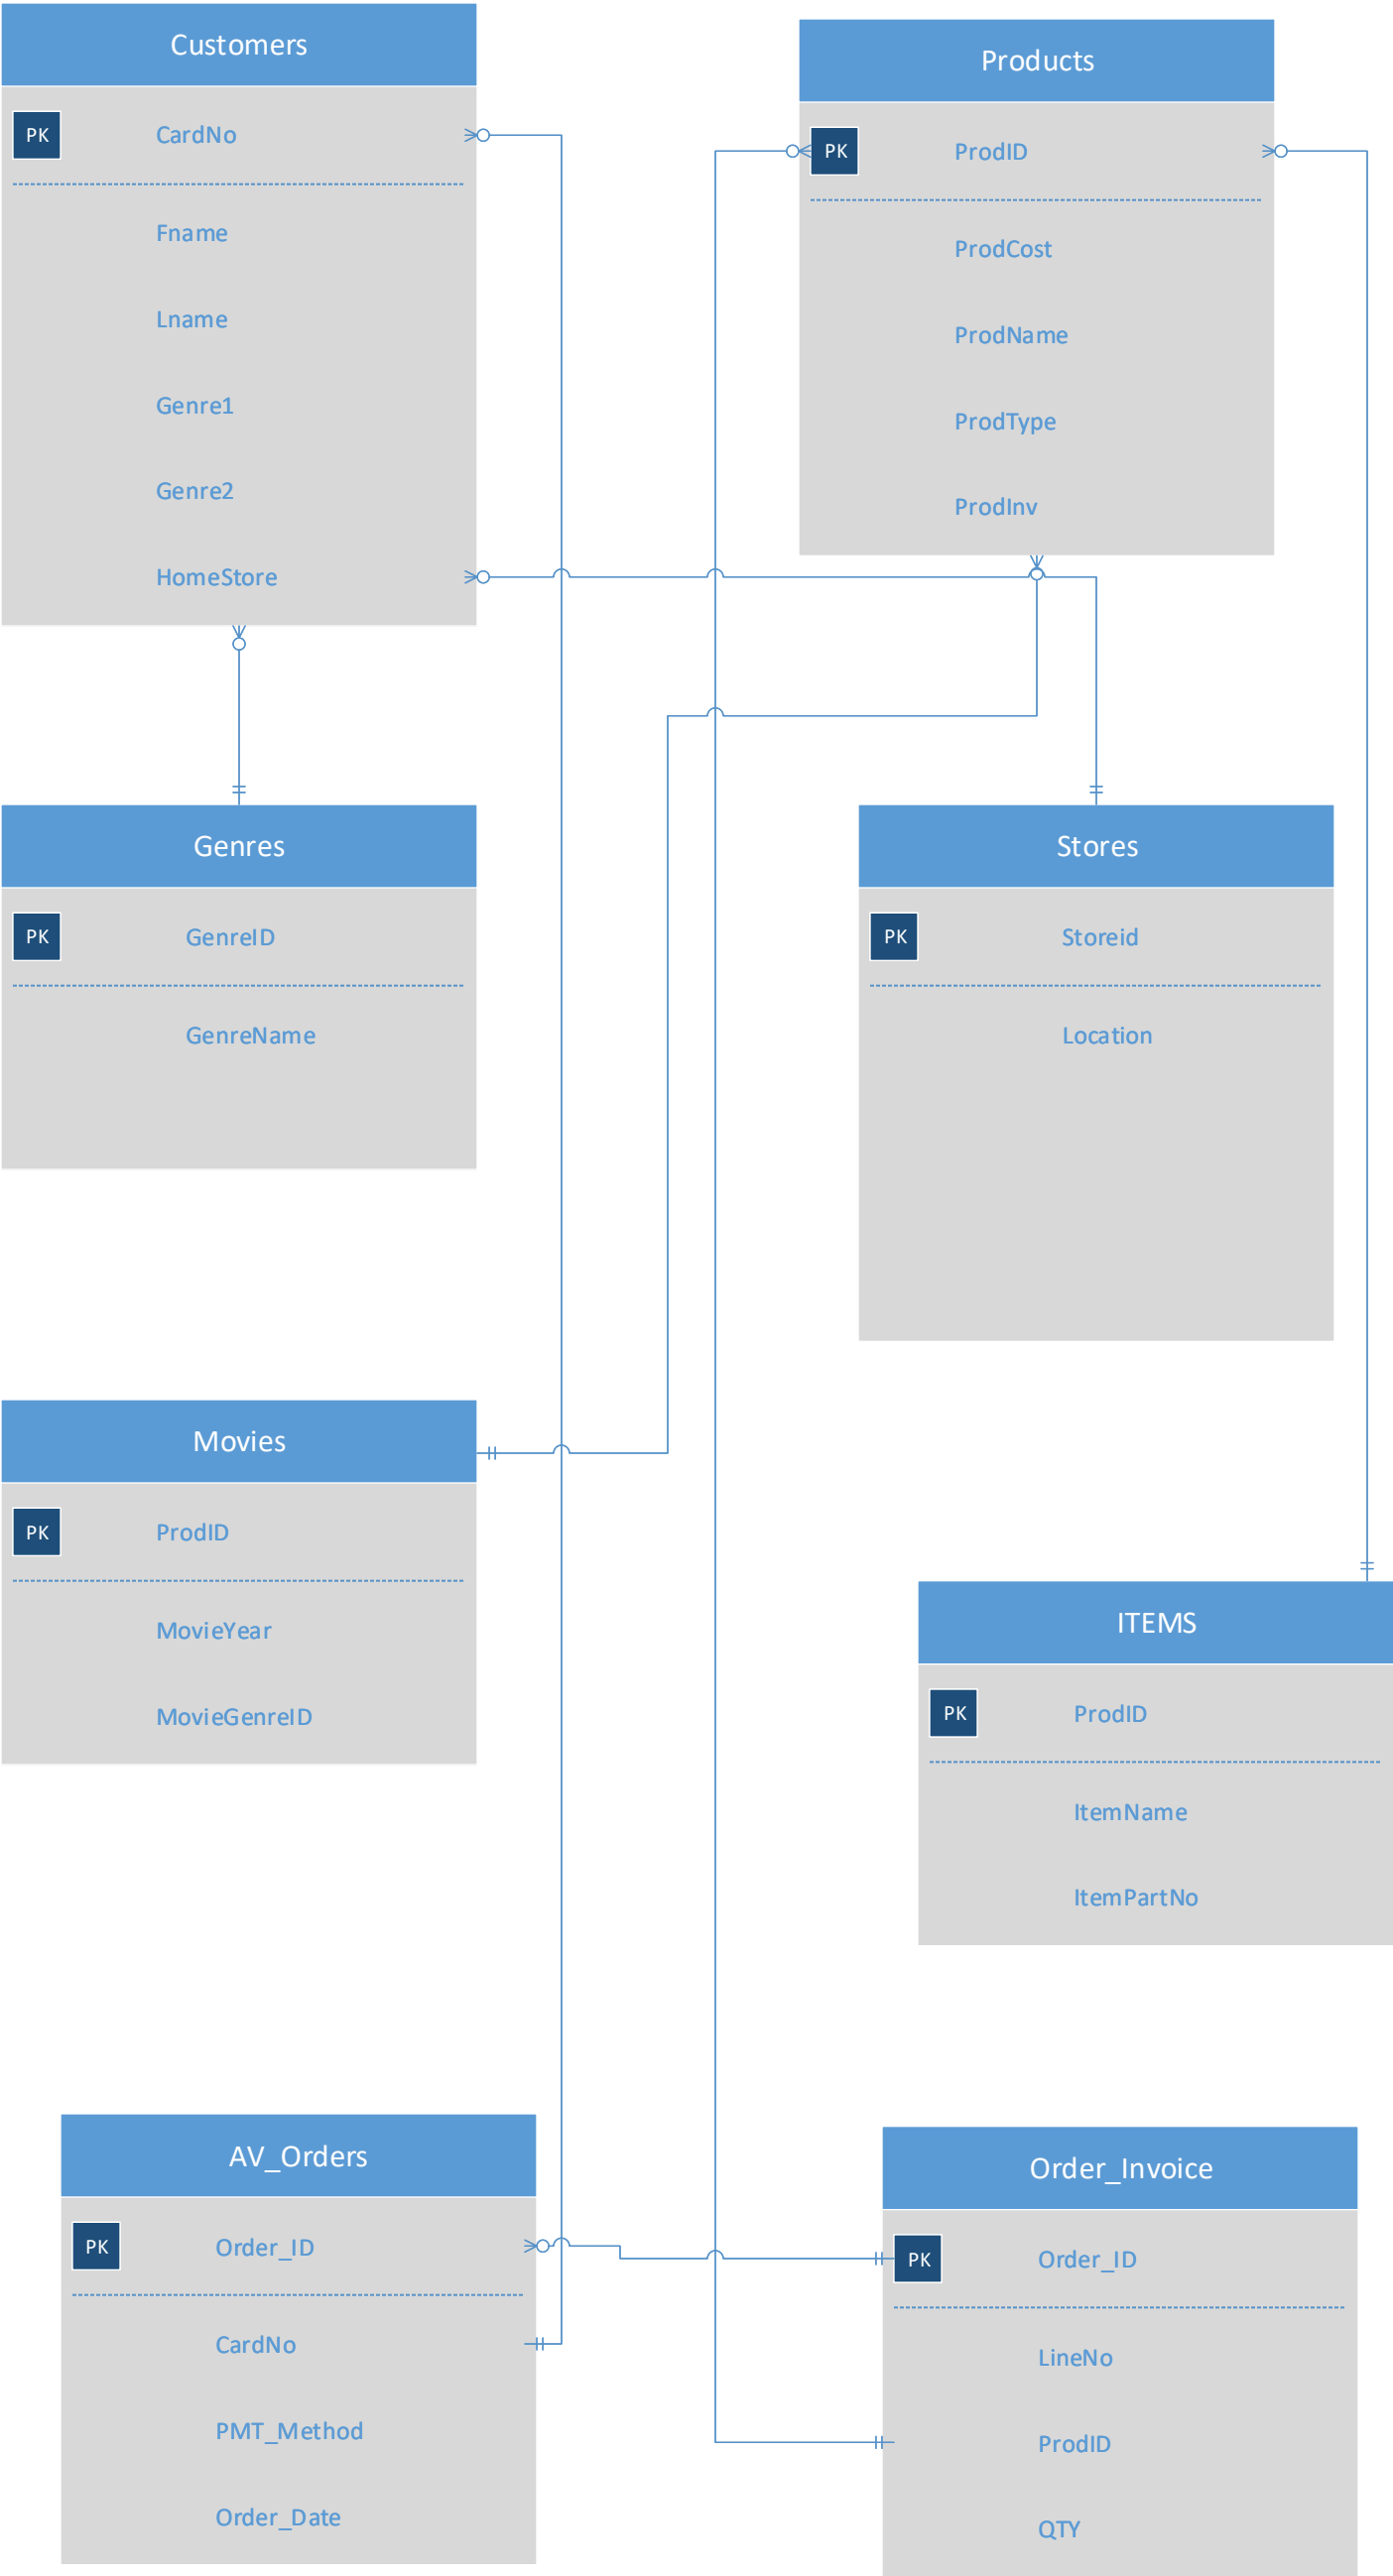 Customers
PK
CardNo
Fname
Lname
Genre1
Genre2
HomeStore
Products
PK
ProdID
ProdCost
ProdName
ProdType
ProdInv
Genres
PK
GenreID
GenreName
Stores
PK
Storeid
Location
Movies
PK
ProdID
MovieYear
MovieGenreID
ITEMS
PK
ProdID
ItemName
ItemPartNo
AV_Orders
PK
Order_ID
CardNo
PMT_Method
Order_Date
Order_Invoice
PK
Order_ID
LineNo
ProdID
QTY